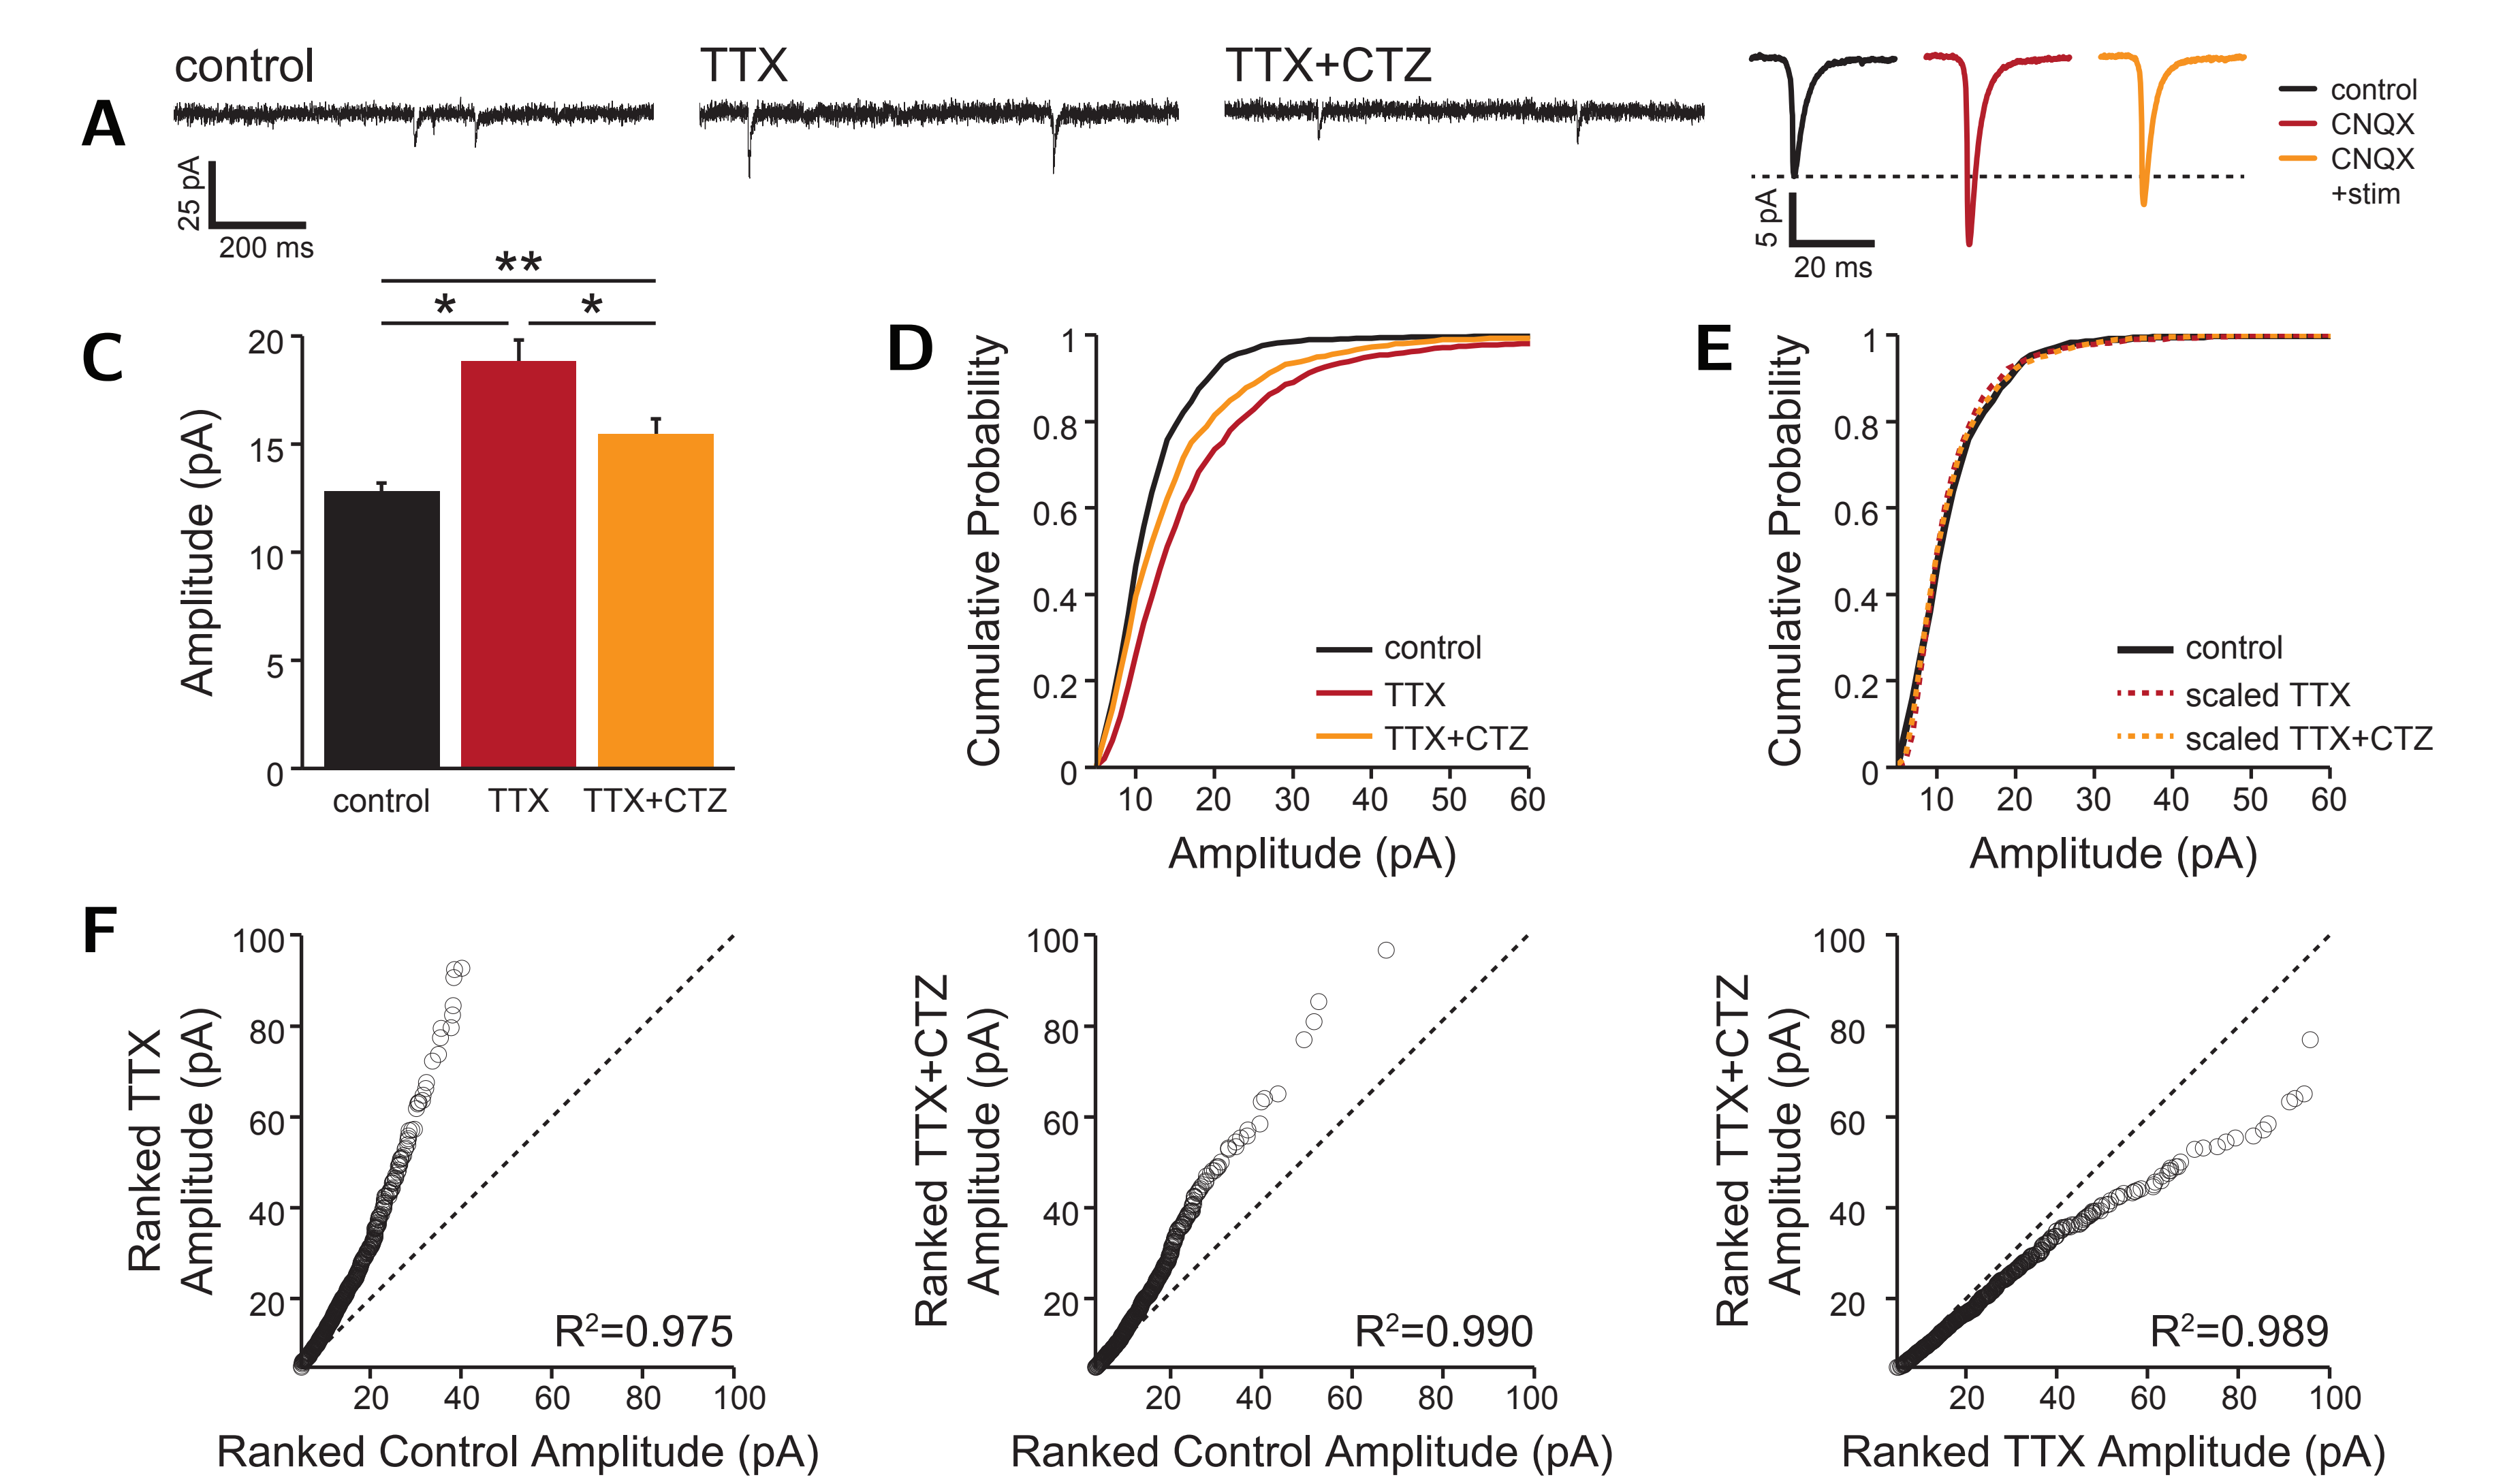 control
TTX
TTX+CTZ
A
25 pA
200 ms
control
CNQX
CNQX
+stim
5 pA
20 ms
C
**
*
*
Amplitude (pA)
20
15
10
5
0
control
TTX
TTX+CTZ
D
Cumulative Probability
1
0.8
0.6
0.4
0.2
0
control
TTX
TTX+CTZ
10 20 30 40 50 60
Amplitude (pA)
E
Cumulative Probability
1
0.8
0.6
0.4
0.2
0
control
scaled TTX
scaled TTX+CTZ
10 20 30 40 50 60
Amplitude (pA)
F
Ranked TTX
Amplitude (pA)
100
80
60
40
20
R²=0.975
20 40 60 80 100
Ranked Control Amplitude (pA)
Ranked TTX+CTZ
Amplitude (pA)
100
80
60
40
20
R²=0.990
20 40 60 80 100
Ranked Control Amplitude (pA)
Ranked TTX+CTZ
Amplitude (pA)
100
80
60
40
20
R²=0.989
20 40 60 80 100
Ranked TTX Amplitude (pA)